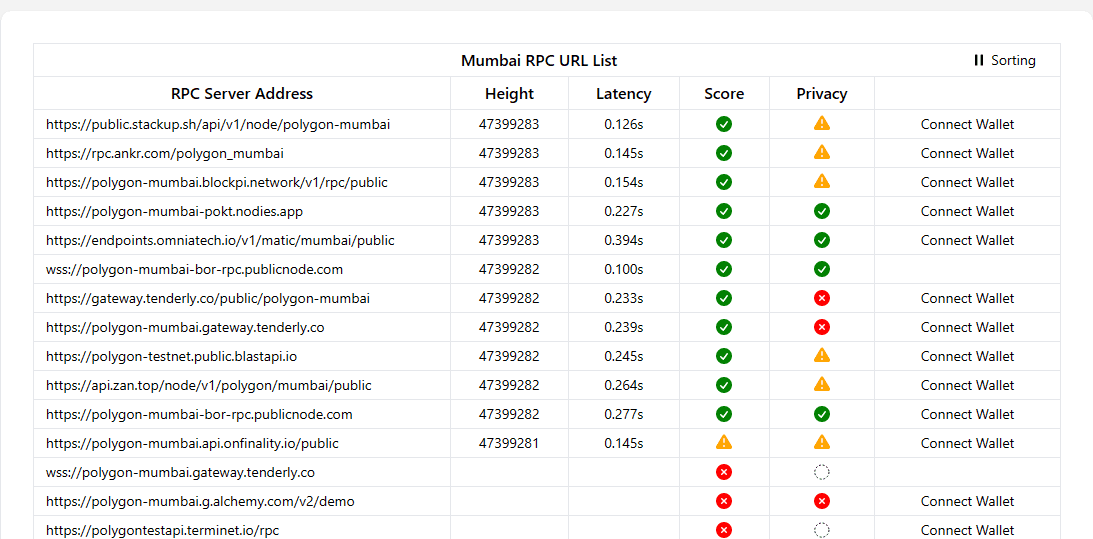 Mumbai RPC URL List Sorting
RPC Server Address Height Latency Score Privacy
https://public.stackup.sh/api/v1/node/polygon-mumbai 47399283 0.126s Connect Wallet
https://rpc.ankr.com/polygon_mumbai 47399283 0.145s Connect Wallet
https://polygon-mumbai.blockpi.network/v1/rpc/public 47399283 0.154s Connect Wallet
https://polygon-mumbai-pokt.nodies.app 47399283 0.227s Connect Wallet
https://endpoints.omniatech.io/v1/matic/mumbai/public 47399283 0.394s Connect Wallet
wss://polygon-mumbai-bor-rpc.publicnode.com 47399282 0.100s
https://gateway.tenderly.co/public/polygon-mumbai 47399282 0.233s Connect Wallet
https://polygon-mumbai.gateway.tenderly.co 47399282 0.239s Connect Wallet
https://polygon-testnet.public.blastapi.io 47399282 0.245s Connect Wallet
https://api.zan.top/node/v1/polygon/mumbai/public 47399282 0.264s Connect Wallet
https://polygon-mumbai-bor-rpc.publicnode.com 47399282 0.277s Connect Wallet
https://polygon-mumbai.api.onfinality.io/public 47399281 0.145s Connect Wallet
wss://polygon-mumbai.gateway.tenderly.co
https://polygon-mumbai.g.alchemy.com/v2/demo Connect Wallet
https://polygontestapi.terminet.io/rpc Connect Wallet